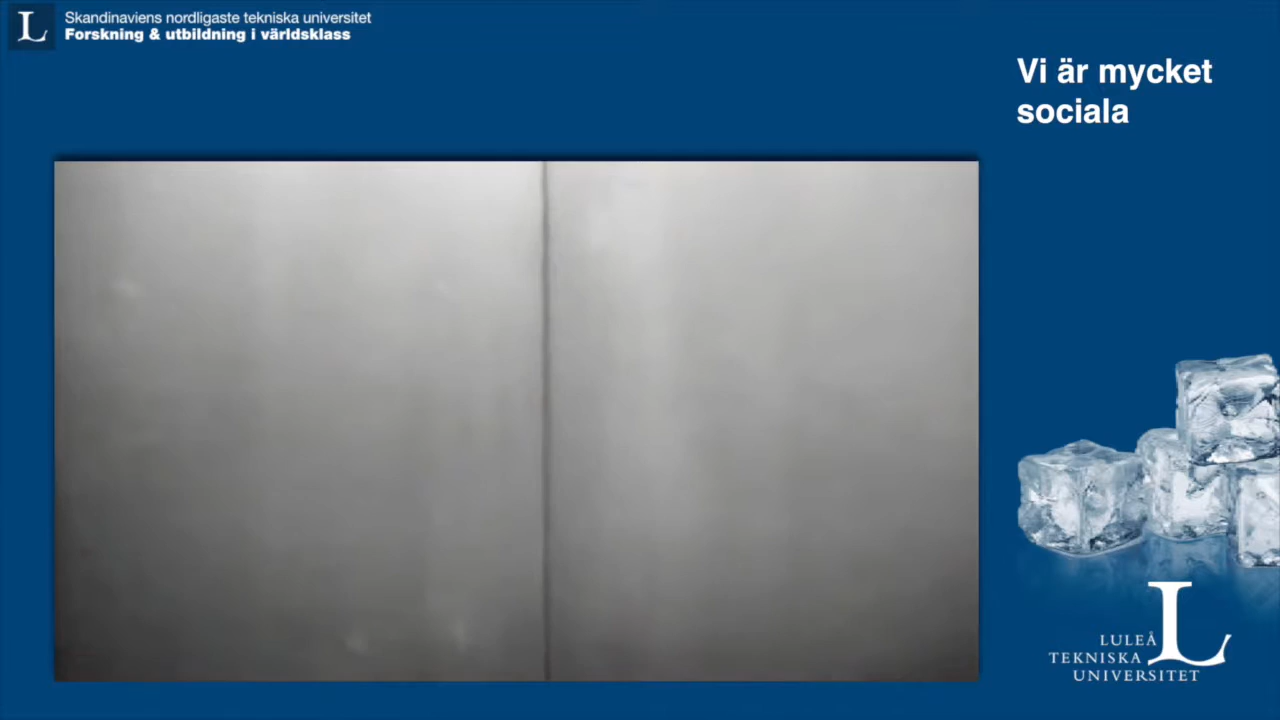 Skandinaviens nordligaste tekniska universitet
Forskning & utbildning i världsklass
Vi är mycket
sociala
LULEÅ
TEKNISKA
UNIVERSITET